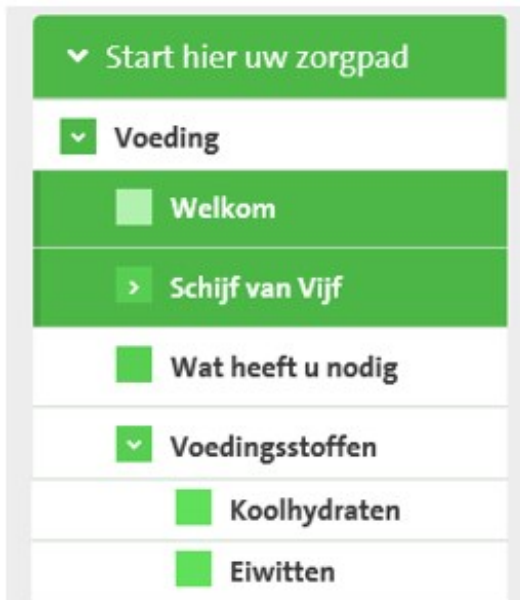 Start hier uw zorgpad
Voeding
Welkom
Schijf van Vijf
Wat heeft u nodig
Voedingsstoffen
Koolhydraten
Eiwitten